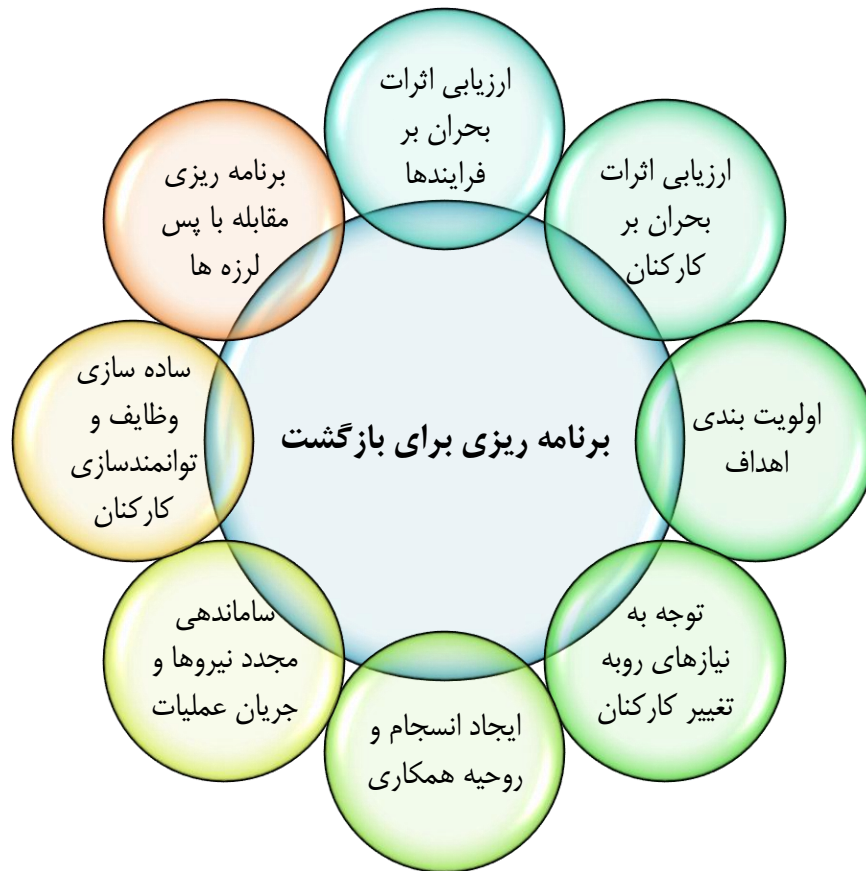 ارزیابی اثرات
بحران بر
فرایندها
ارزیابی اثرات
بحران بر
کارکنان
اولویت بندی
اهداف
توجه به
نیازهای روبه
تغییر کارکنان
ایجاد انسجام و
روحیه همکاری
ساماندهی
مجدد نیروها و
جریان عملیات
ساده سازی
وظایف و
توانمندسازی
کارکنان
برنامه ریزی
مقابله با پس
لرزه ها
برنامه ریزی برای بازگشت